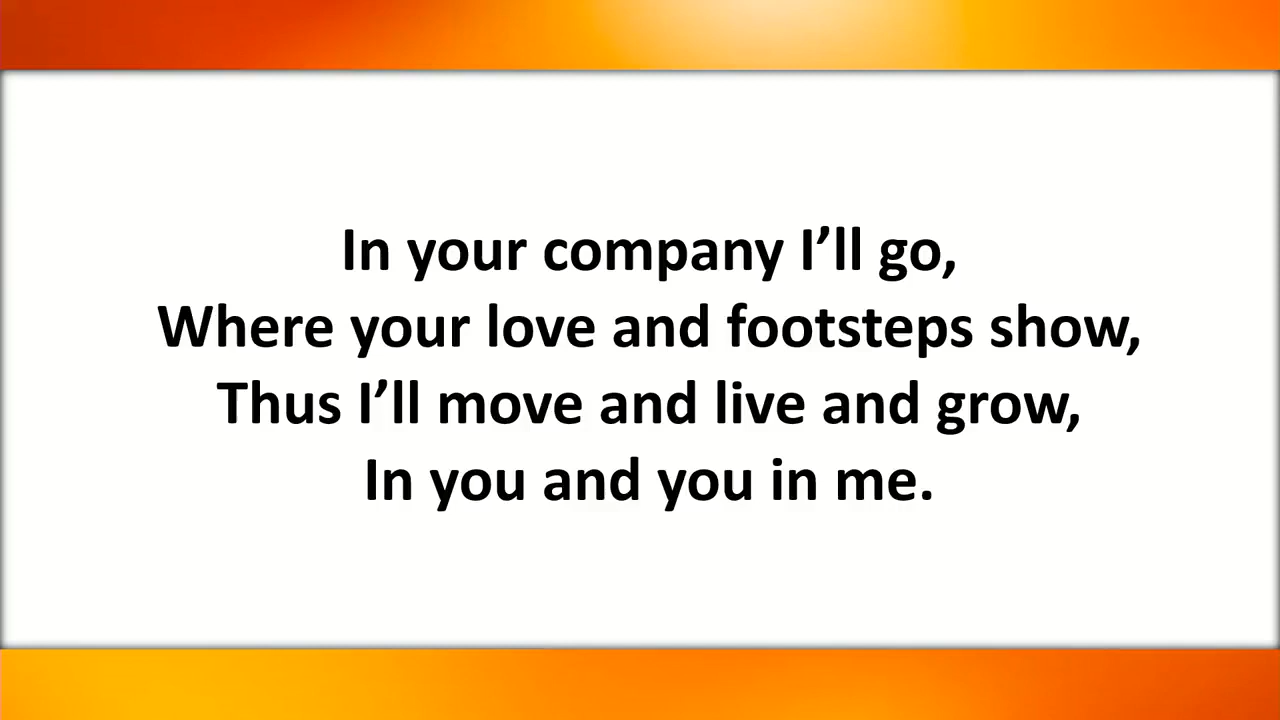 In your company I’ll go,
Where your love and footsteps show,
Thus I’ll move and live and grow,
In you and you in me.